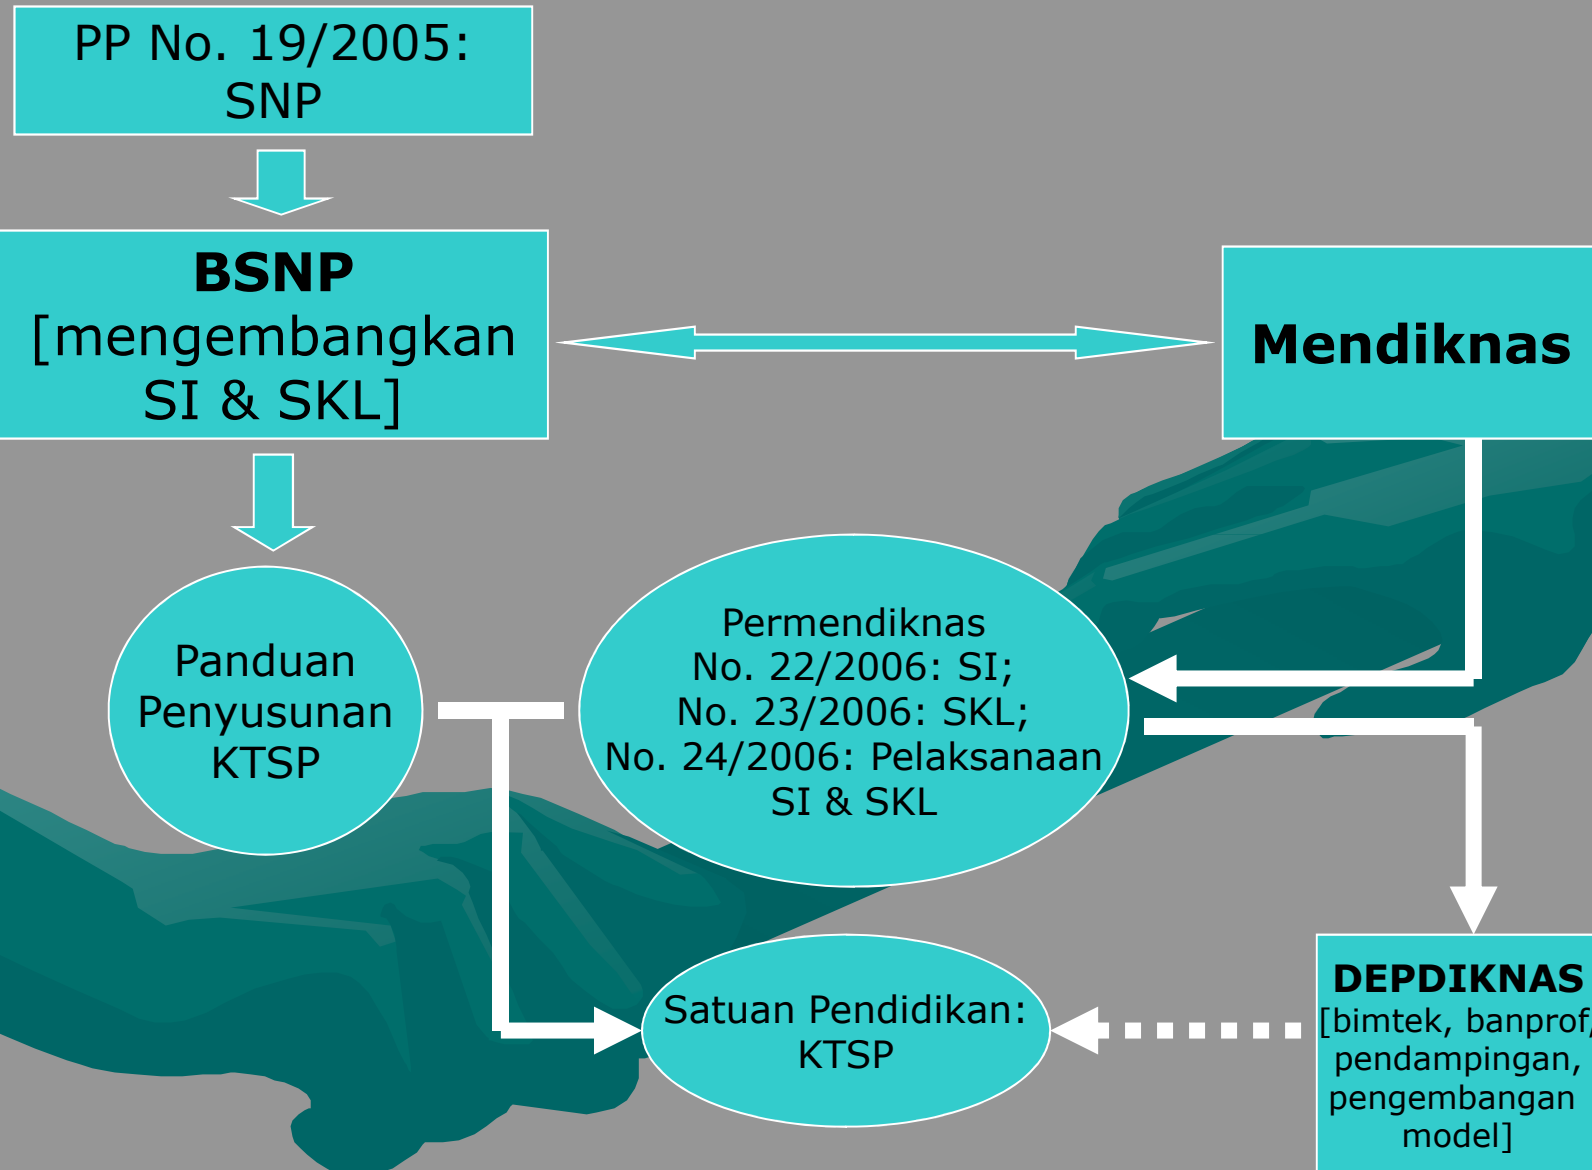 PP No. 19/2005:
SNP
BSNP
[mengembangkan
SI & SKL]
Mendiknas
Panduan
Penyusunan
KTSP
Permendiknas
No. 22/2006: SI;
No. 23/2006: SKL;
No. 24/2006: Pelaksanaan
SI & SKL
Satuan Pendidikan:
KTSP
DEPDIKNAS
[bimtek, banprof,
pendampingan,
pengembangan
model]